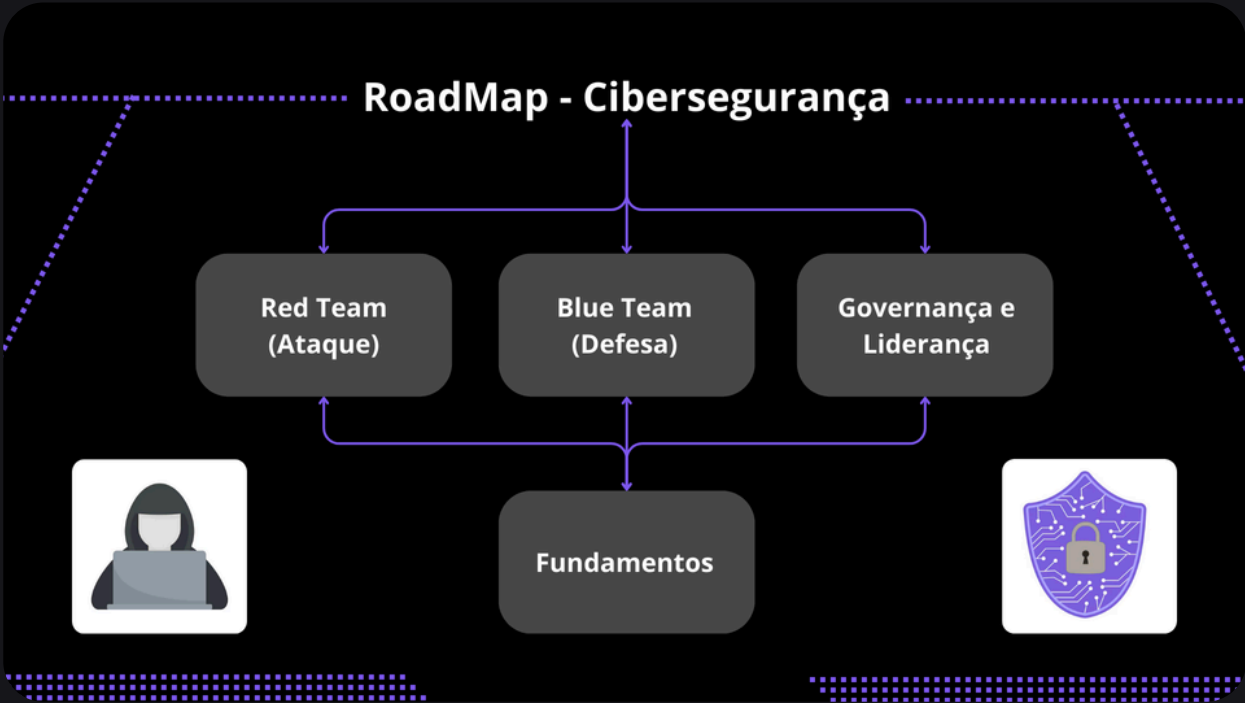 RoadMap - Cibersegurança
Red Team
(Ataque)
Blue Team
(Defesa)
Governança e
Liderança
Fundamentos